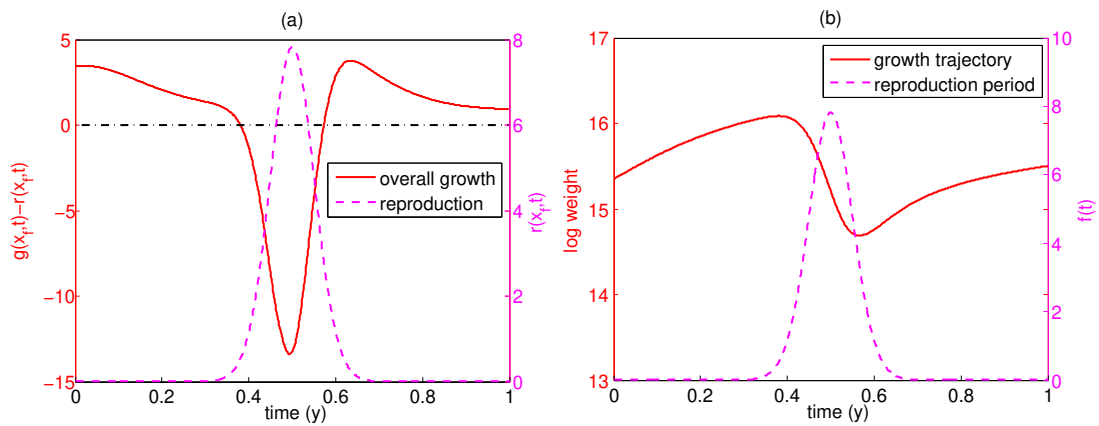 (a)
5
0
−5
−10
−15
g(x_f,t)−r(x_f,t)
8
6
4
2
0
r(x_f,t)
overall growth
reproduction
0 0.2 0.4 0.6 0.8 1
time (y)
(b)
17
16
15
14
13
log weight
10
8
6
4
2
0
f(t)
growth trajectory
reproduction period
0 0.2 0.4 0.6 0.8 1
time (y)